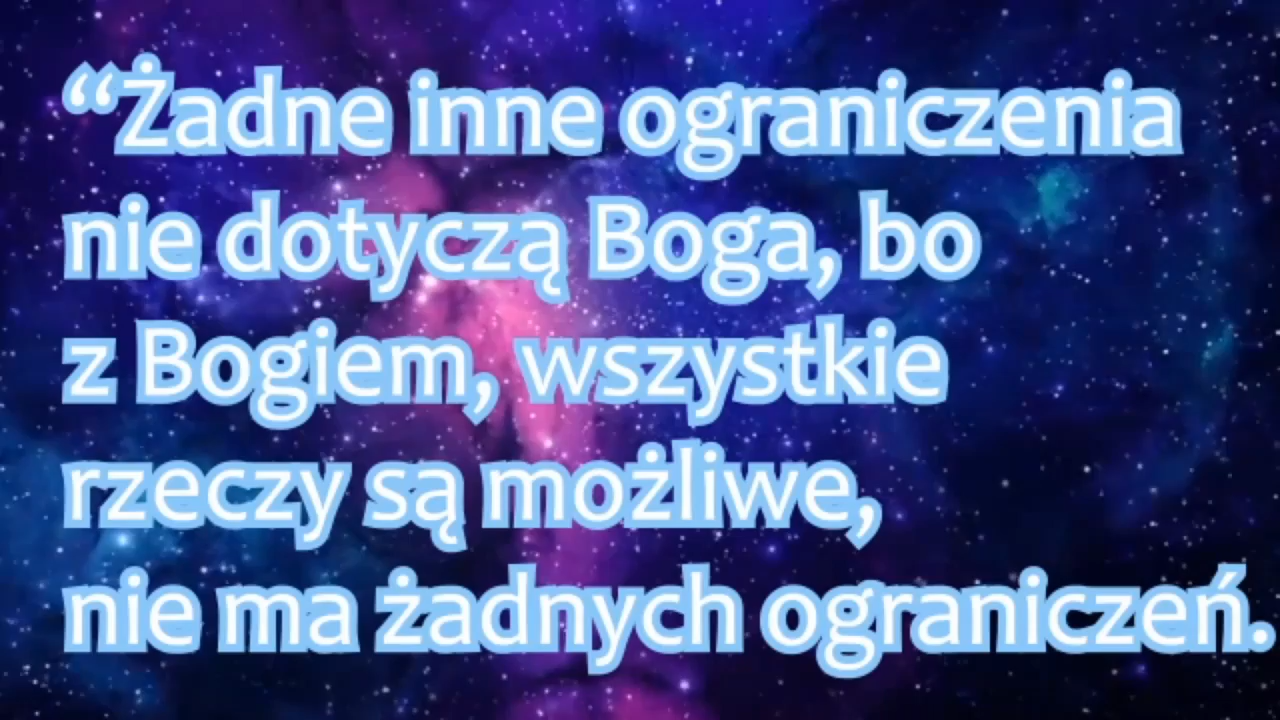 “Żadne inne ograniczenia
nie dotyczą Boga, bo
z Bogiem, wszystkie
rzeczy są możliwe,
nie ma żadnych ograniczeń.